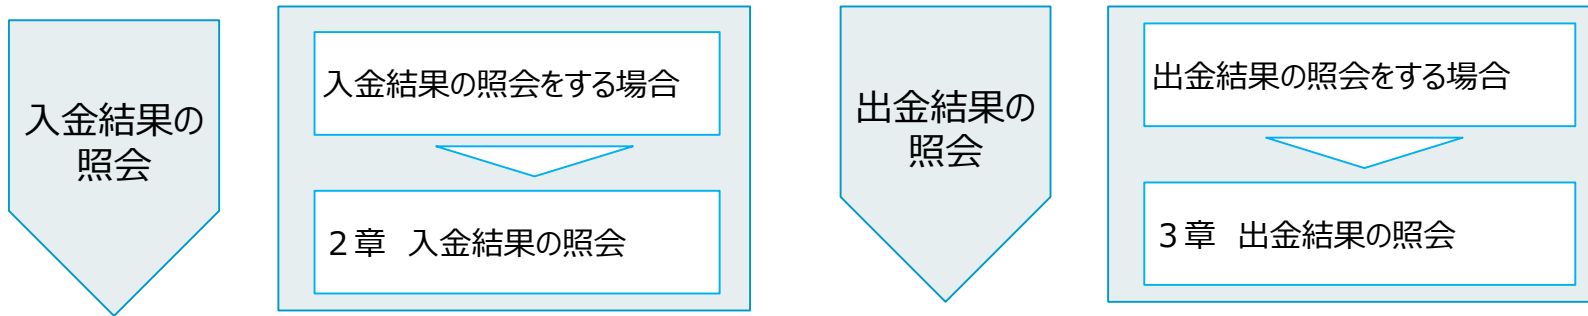 入金結果の
照会
入金結果の照会をする場合
２章　入金結果の照会
出金結果の
照会
出金結果の照会をする場合
３章　出金結果の照会